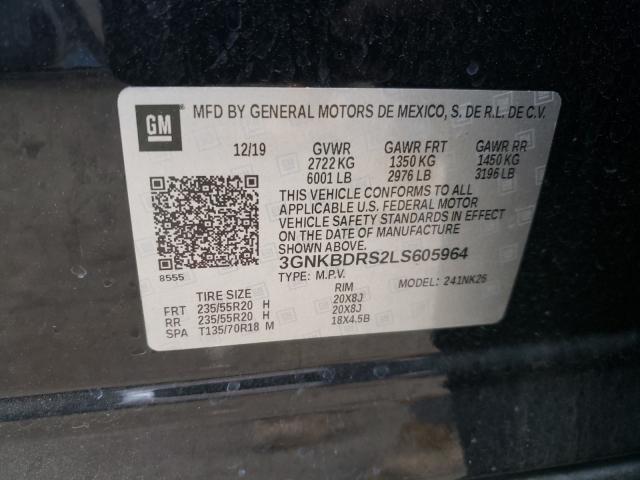 GM MFD BY GENERAL MOTORS DE MEXICO, S. DE R.L. DE C.V.
12/19 GVWR GAWR FRT GAWR RR
2722 KG 1350 KG 1450 KG
6001 LB 2976 LB 3196 LB
THIS VEHICLE CONFORMS TO ALL
APPLICABLE U.S. FEDERAL MOTOR
VEHICLE SAFETY STANDARDS IN EFFECT
ON THE DATE OF MANUFACTURE
SHOWN ABOVE.
8555 3GNKBDRS2LS605964
TYPE: M.P.V. MODEL: 241NK26
TIRE SIZE RIM
FRT 235/55R20 H 20X8J
RR 235/55R20 H 20X8J
SPA T135/70R18 M 18X4.5B